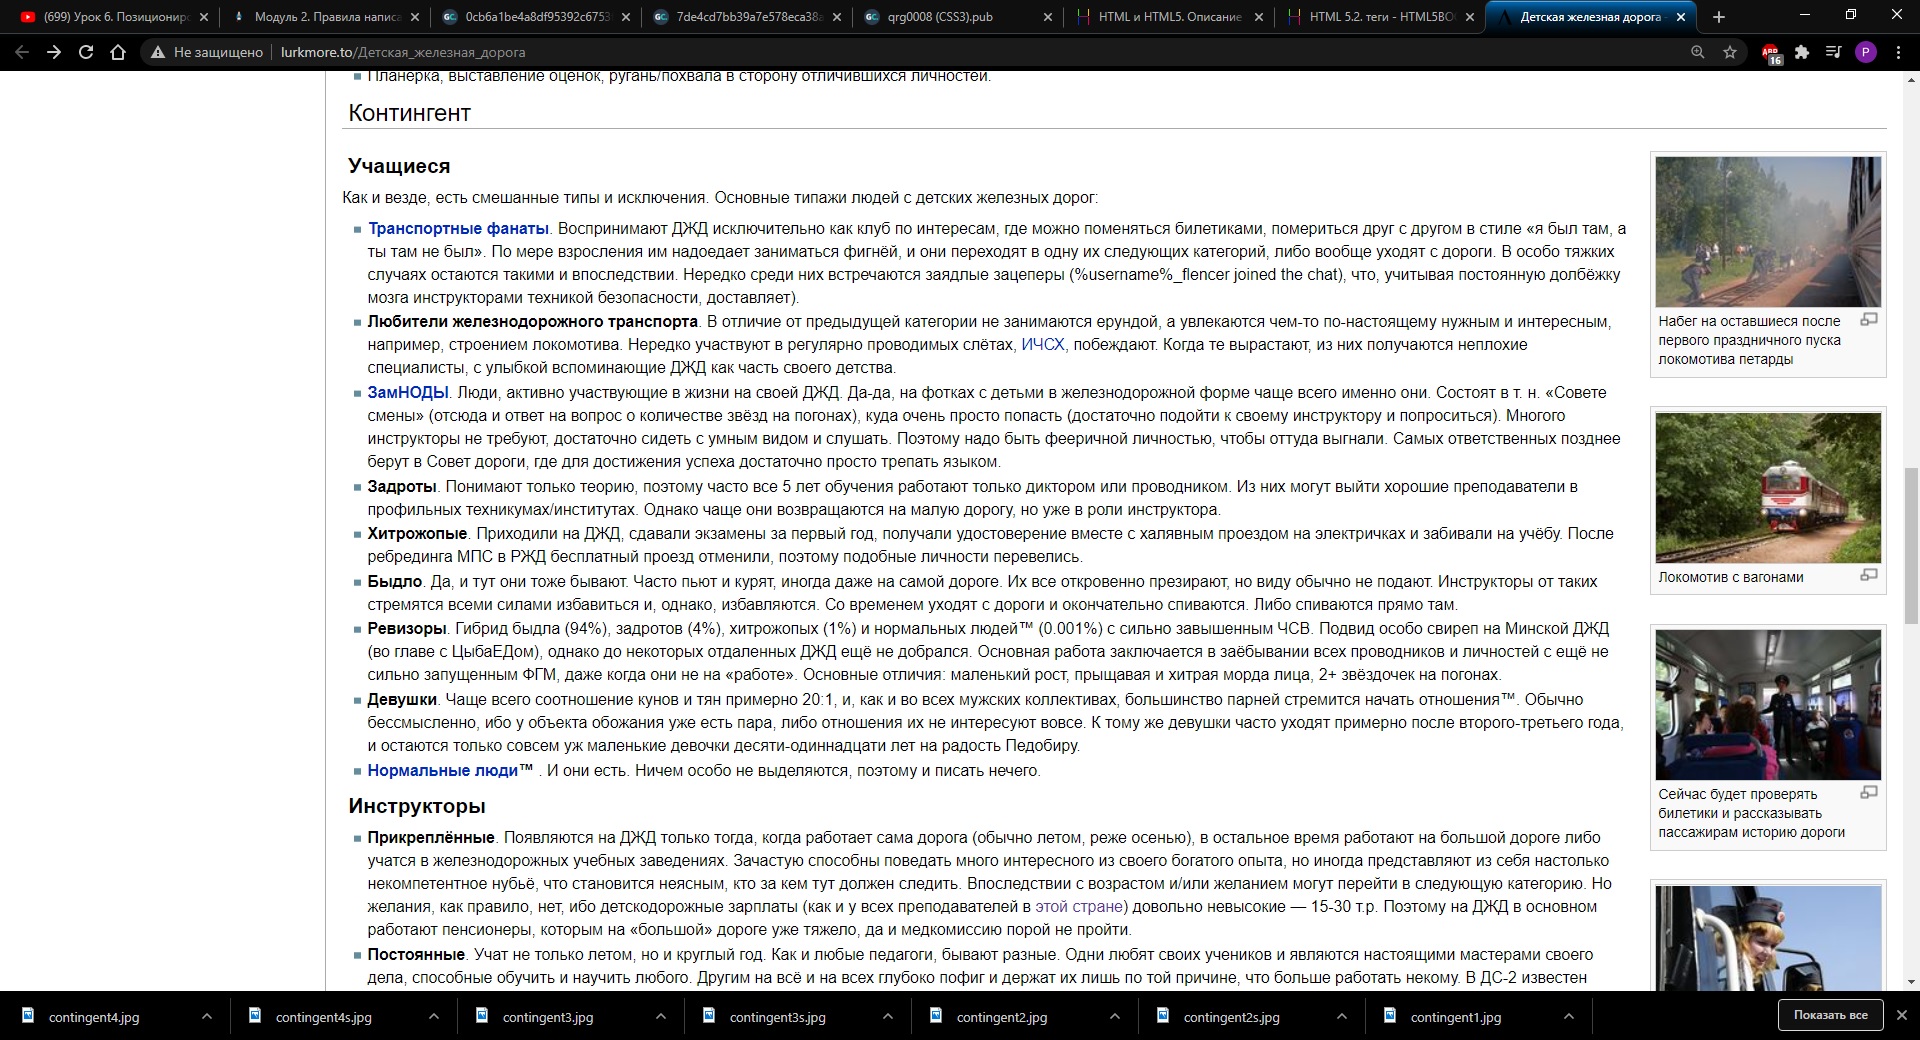 (699) Урок 6. Позиционирс
Модуль 2. Правила написа
0cb6a1be4a8df95392c6753
7de4cd7bb39a7e578eca38a
qrg0008 (CSS3).pub
HTML и HTML5. Описание
HTML 5.2. теги - HTML5BO
Детская железная дорога -
Не защищено
lurkmore.to/Детская_железная_дорога
16
P
Планёрка, выставление оценок, ругань/похвала в сторону отличившихся личностей.
Контингент
Учащиеся
Как и везде, есть смешанные типы и исключения. Основные типажи людей с детских железных дорог:
Транспортные фанаты. Воспринимают ДЖД исключительно как клуб по интересам, где можно поменяться билетиками, помериться друг с другом в стиле «я был там, а
ты там не был». По мере взросления им надоедает заниматься фигнёй, и они переходят в одну их следующих категорий, либо вообще уходят с дороги. В особо тяжких
случаях остаются такими и впоследствии. Нередко среди них встречаются заядлые зацеперы (%username%_flencer joined the chat), что, учитывая постоянную долбёжку
мозга инструкторами техникой безопасности, доставляет).
Любители железнодорожного транспорта. В отличие от предыдущей категории не занимаются ерундой, а увлекаются чем-то по-настоящему нужным и интересным,
например, строением локомотива. Нередко участвуют в регулярно проводимых слётах, ИЧСХ, побеждают. Когда те вырастают, из них получаются неплохие
специалисты, с улыбкой вспоминающие ДЖД как часть своего детства.
ЗамНОДЫ. Люди, активно участвующие в жизни на своей ДЖД. Да-да, на фотках с детьми в железнодорожной форме чаще всего именно они. Состоят в т. н. «Совете
смены» (отсюда и ответ на вопрос о количестве звёзд на погонах), куда очень просто попасть (достаточно подойти к своему инструктору и попроситься). Многого
инструкторы не требуют, достаточно сидеть с умным видом и слушать. Поэтому надо быть фееричной личностью, чтобы оттуда выгнали. Самых ответственных позднее
берут в Совет дороги, где для достижения успеха достаточно просто трепать языком.
Задроты. Понимают только теорию, поэтому часто все 5 лет обучения работают только диктором или проводником. Из них могут выйти хорошие преподаватели в
профильных техникумах/институтах. Однако чаще они возвращаются на малую дорогу, но уже в роли инструктора.
Хитрожопые. Приходили на ДЖД, сдавали экзамены за первый год, получали удостоверение вместе с халявным проездом на электричках и забивали на учёбу. После
ребрединга МПС в РЖД бесплатный проезд отменили, поэтому подобные личности перевелись.
Быдло. Да, и тут они тоже бывают. Часто пьют и курят, иногда даже на самой дороге. Их все откровенно презирают, но виду обычно не подают. Инструкторы от таких
стремятся всеми силами избавиться и, однако, избавляются. Со временем уходят с дороги и окончательно спиваются. Либо спиваются прямо там.
Ревизоры. Гибрид быдла (94%), задротов (4%), хитрожопых (1%) и нормальных людей™ (0.001%) с сильно завышенным ЧСВ. Подвид особо свиреп на Минской ДЖД
(во главе с ЦыбаЕДом), однако до некоторых отдаленных ДЖД ещё не добрался. Основная работа заключается в заёбывании всех проводников и личностей с ещё не
сильно запущенным ФГМ, даже когда они не на «работе». Основные отличия: маленький рост, прыщавая и хитрая морда лица, 2+ звёздочек на погонах.
Девушки. Чаще всего соотношение кунов и тян примерно 20:1, и, как и во всех мужских коллективах, большинство парней стремится начать отношения™. Обычно
бессмысленно, ибо у объекта обожания уже есть пара, либо отношения их не интересуют вовсе. К тому же девушки часто уходят примерно после второго-третьего года,
и остаются только совсем уж маленькие девочки десяти-одиннадцати лет на радость Педобиру.
Нормальные люди™ . И они есть. Ничем особо не выделяются, поэтому и писать нечего.
Инструкторы
Прикреплённые. Появляются на ДЖД только тогда, когда работает сама дорога (обычно летом, реже осенью), в остальное время работают на большой дороге либо
учатся в железнодорожных учебных заведениях. Зачастую способны поведать много интересного из своего богатого опыта, но иногда представляют из себя настолько
некомпетентное нубьё, что становится неясным, кто за кем тут должен следить. Впоследствии с возрастом и/или желанием могут перейти в следующую категорию. Но
желания, как правило, нет, ибо детскодорожные зарплаты (как и у всех преподавателей в этой стране) довольно невысокие — 15-30 т.р. Поэтому на ДЖД в основном
работают пенсионеры, которым на «большой» дороге уже тяжело, да и медкомиссию порой не пройти.
Постоянные. Учат не только летом, но и круглый год. Как и любые педагоги, бывают разные. Одни любят своих учеников и являются настоящими мастерами своего
дела, способные обучить и научить любого. Другим на всё и на всех глубоко пофиг и держат их лишь по той причине, что больше работать некому. В ДС-2 известен
Набег на оставшиеся после
первого праздничного пуска
локомотива петарды
Локомотив с вагонами
Сейчас будет проверять
билетики и рассказывать
пассажирам историю дороги
contingent4.jpg
contingent4s.jpg
contingent3.jpg
contingent3s.jpg
contingent2.jpg
contingent2s.jpg
contingent1.jpg
Показать все